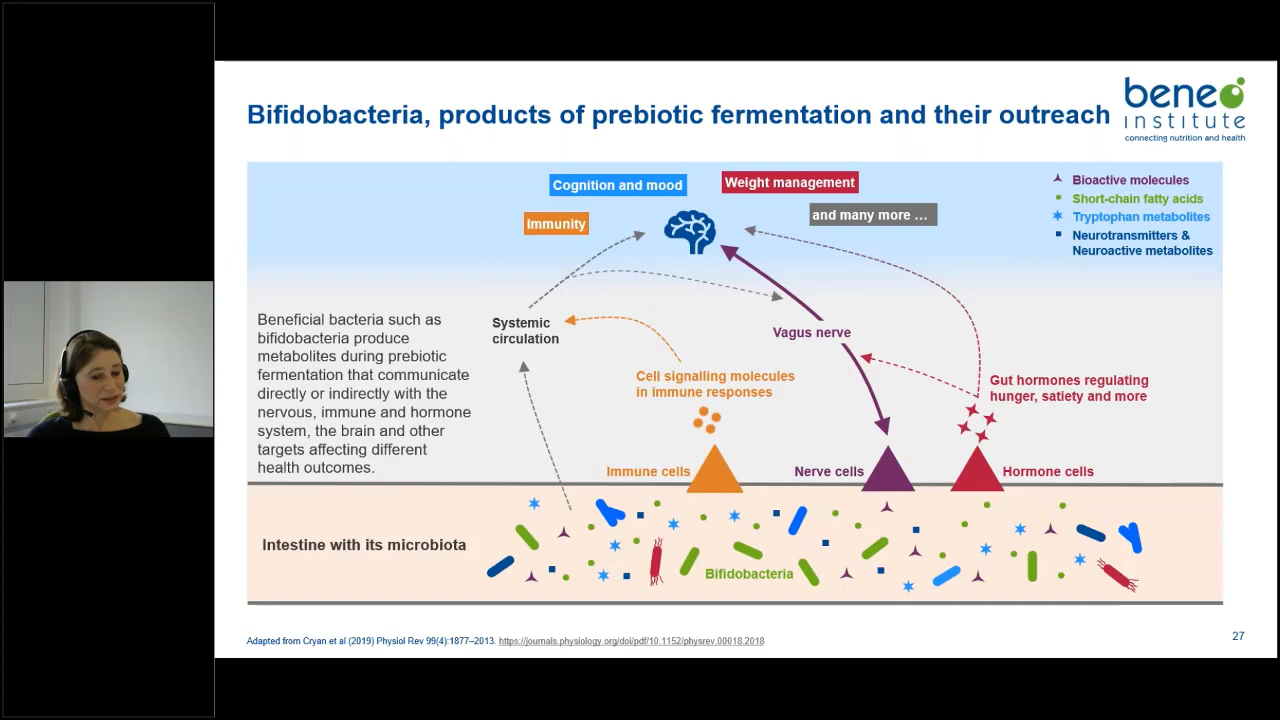 Bifidobacteria, products of prebiotic fermentation and their outreach
beneo
institute
connecting nutrition and health
Cognition and mood
Weight management
Immunity
and many more …
Bioactive molecules
Short-chain fatty acids
Tryptophan metabolites
Neurotransmitters &
Neuroactive metabolites
Beneficial bacteria such as
bifidobacteria produce
metabolites during prebiotic
fermentation that communicate
directly or indirectly with the
nervous, immune and hormone
system, the brain and other
targets affecting different
health outcomes.
Systemic
circulation
Vagus nerve
Cell signalling molecules
in immune responses
Gut hormones regulating
hunger, satiety and more
Immune cells
Nerve cells
Hormone cells
Intestine with its microbiota
Bifidobacteria
Adapted from Cryan et al (2019) Physiol Rev 99(4):1877–2013. https://journals.physiology.org/doi/pdf/10.1152/physrev.00018.2018
27